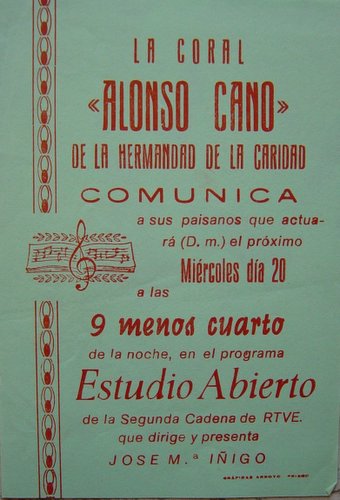 LA CORAL
«ALONSO CANO»
DE LA HERMANDAD DE LA CARIDAD
COMUNICA
a sus paisanos que actua-
rá (D. m.) el próximo
Miércoles día 20
a las
9 menos cuarto
de la noche, en el programa
Estudio Abierto
de la Segunda Cadena de RTVE.
que dirige y presenta
JOSE M.ª IÑIGO
GRÁFICAS ARROYO